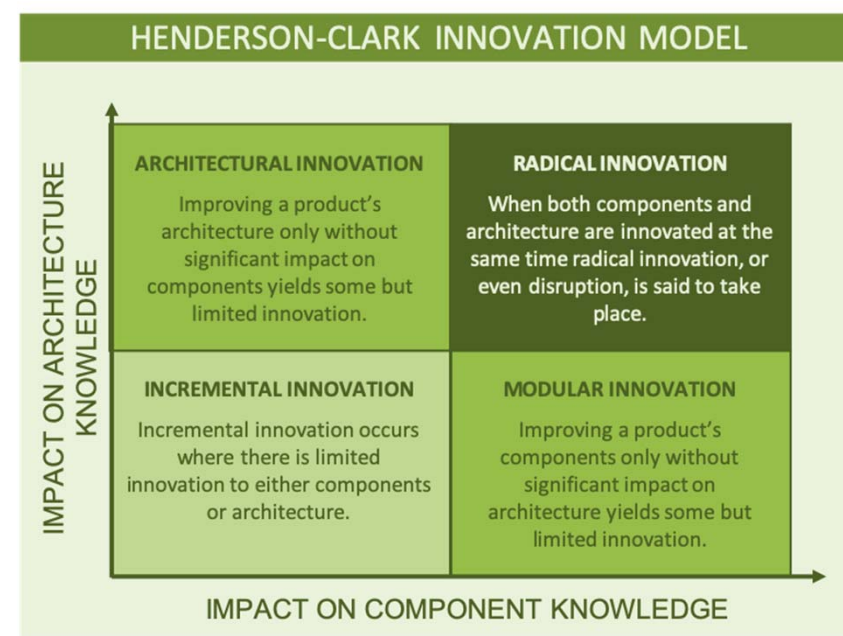 HENDERSON-CLARK INNOVATION MODEL
IMPACT ON ARCHITECTURE
KNOWLEDGE
ARCHITECTURAL INNOVATION
Improving a product’s
architecture only without
significant impact on
components yields some but
limited innovation.
RADICAL INNOVATION
When both components and
architecture are innovated at the
same time radical innovation, or
even disruption, is said to take
place.
INCREMENTAL INNOVATION
Incremental innovation occurs
where there is limited
innovation to either components
or architecture.
MODULAR INNOVATION
Improving a product’s
components only without
significant impact on
architecture yields some but
limited innovation.
IMPACT ON COMPONENT KNOWLEDGE